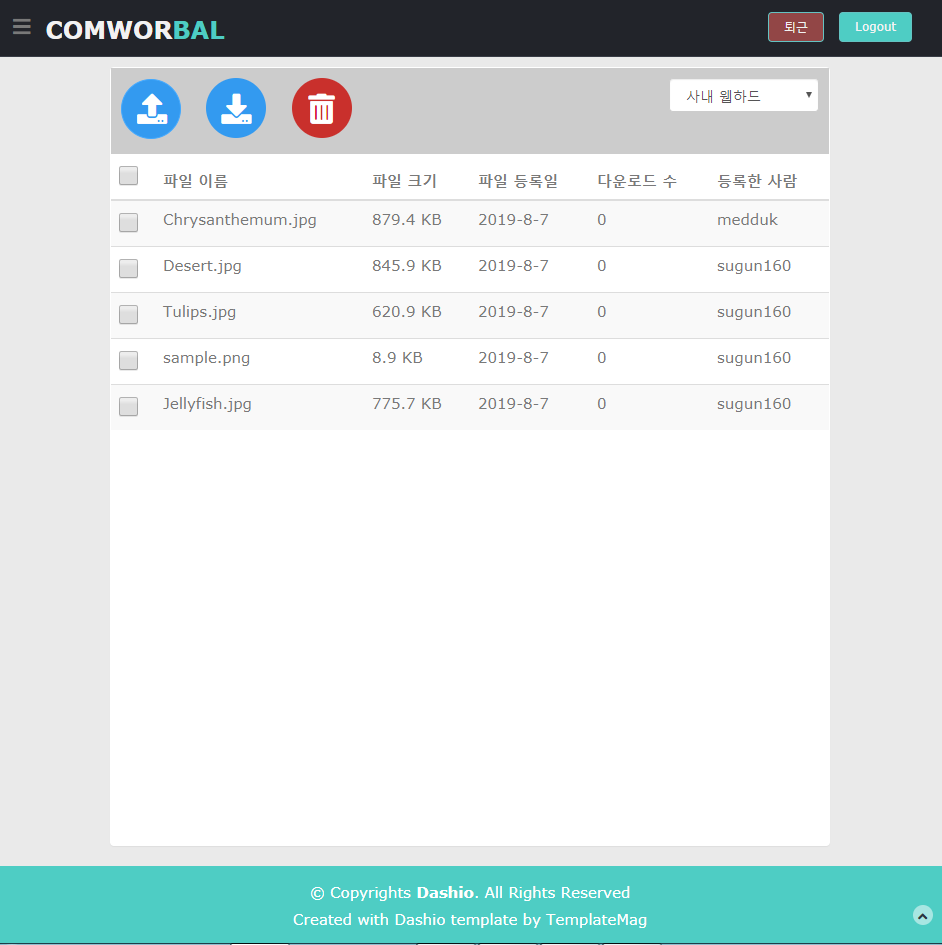 COMWORBAL
퇴근
Logout
사내 웹하드
파일 이름 파일 크기 파일 등록일 다운로드 수 등록한 사람
Chrysanthemum.jpg 879.4 KB 2019-8-7 0 medduk
Desert.jpg 845.9 KB 2019-8-7 0 sugun160
Tulips.jpg 620.9 KB 2019-8-7 0 sugun160
sample.png 8.9 KB 2019-8-7 0 sugun160
Jellyfish.jpg 775.7 KB 2019-8-7 0 sugun160
© Copyrights Dashio. All Rights Reserved
Created with Dashio template by TemplateMag